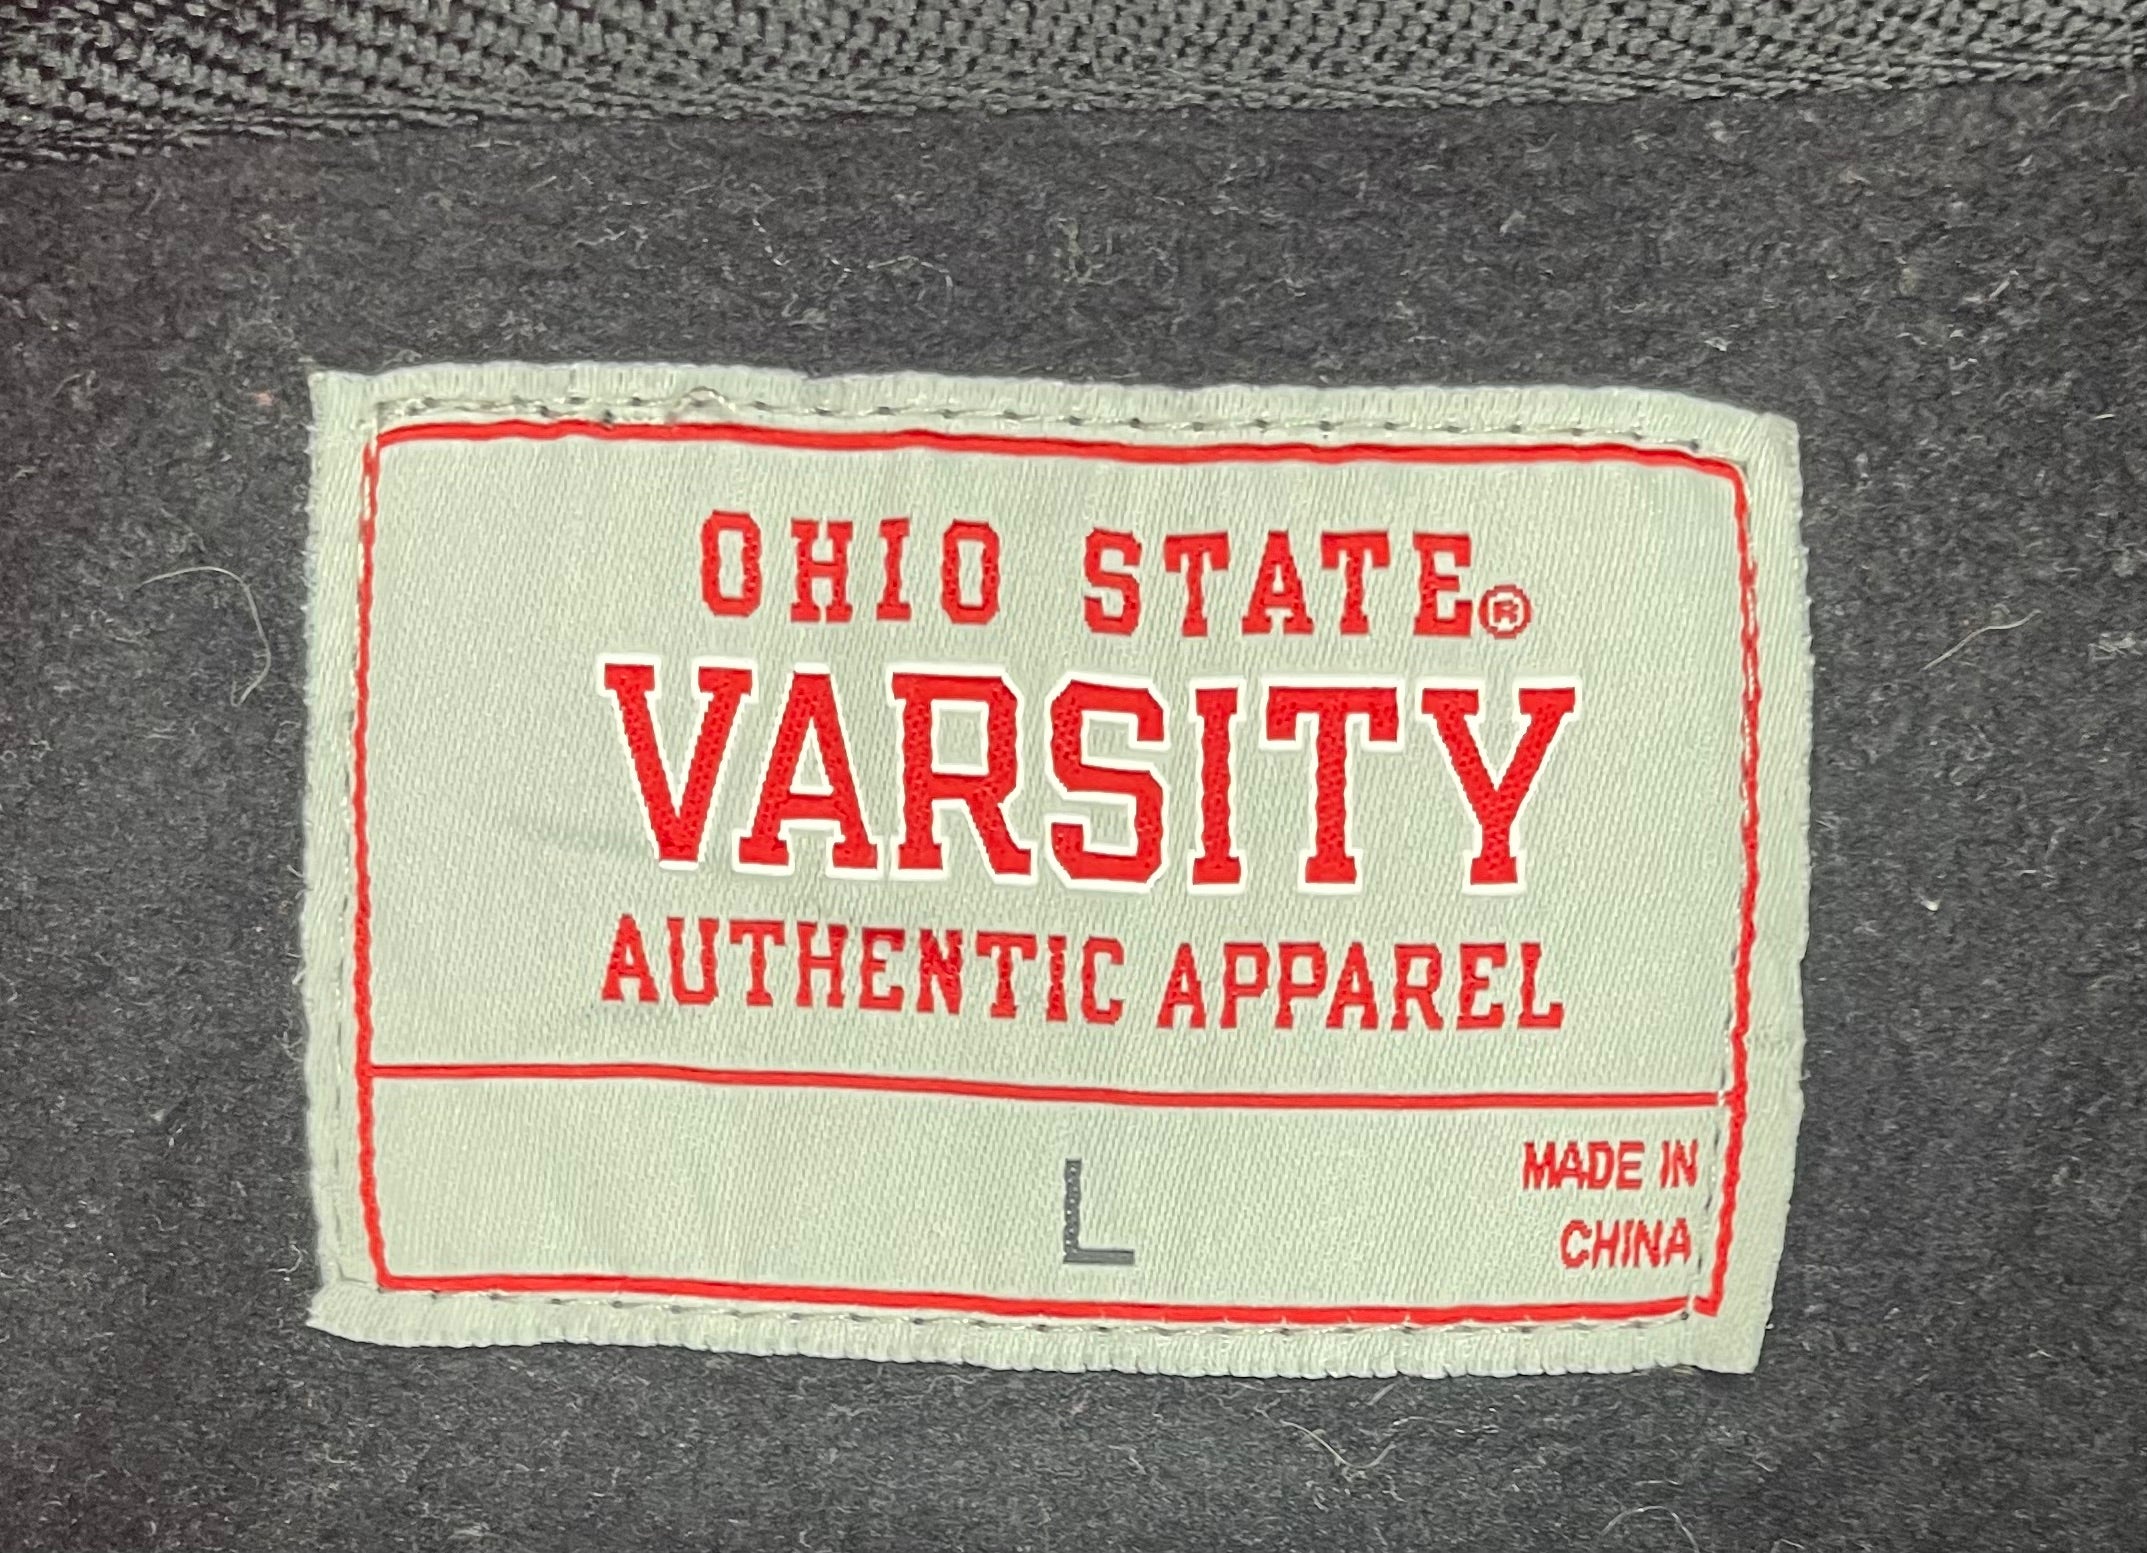 OHIO STATE®
VARSITY
AUTHENTIC APPAREL
L
MADE IN
CHINA